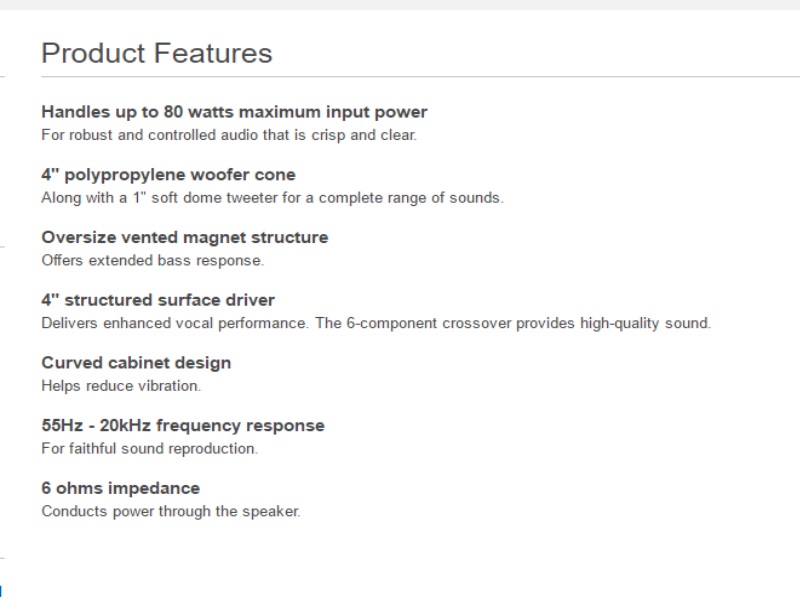 Product Features
Handles up to 80 watts maximum input power
For robust and controlled audio that is crisp and clear.
4" polypropylene woofer cone
Along with a 1" soft dome tweeter for a complete range of sounds.
Oversize vented magnet structure
Offers extended bass response.
4" structured surface driver
Delivers enhanced vocal performance. The 6-component crossover provides high-quality sound.
Curved cabinet design
Helps reduce vibration.
55Hz - 20kHz frequency response
For faithful sound reproduction.
6 ohms impedance
Conducts power through the speaker.